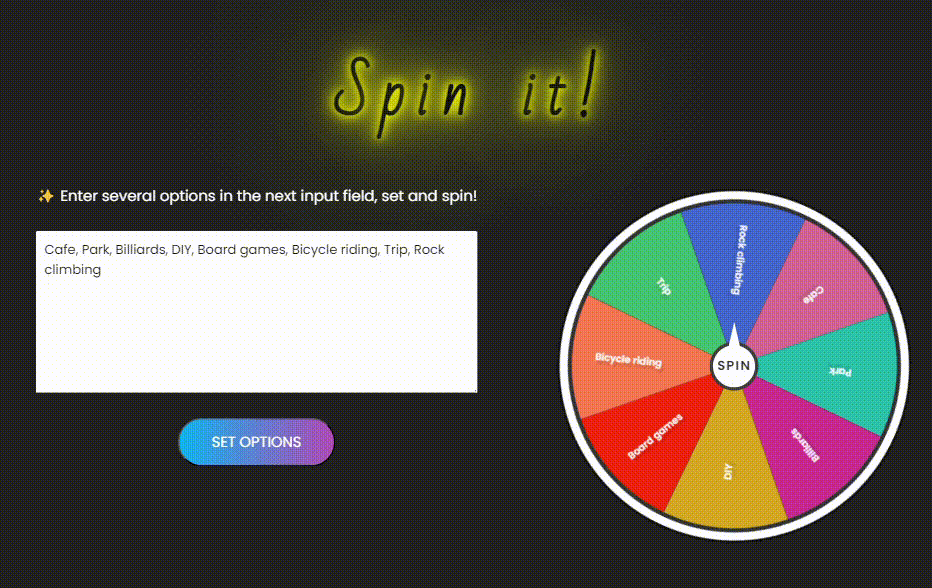 Spin it!
✨ Enter several options in the next input field, set and spin!
Cafe, Park, Billiards, DIY, Board games, Bicycle riding, Trip, Rock
climbing
SET OPTIONS
Rock climbing
Cafe
Park
Billiards
DIY
Board games
Bicycle riding
Trip
SPIN